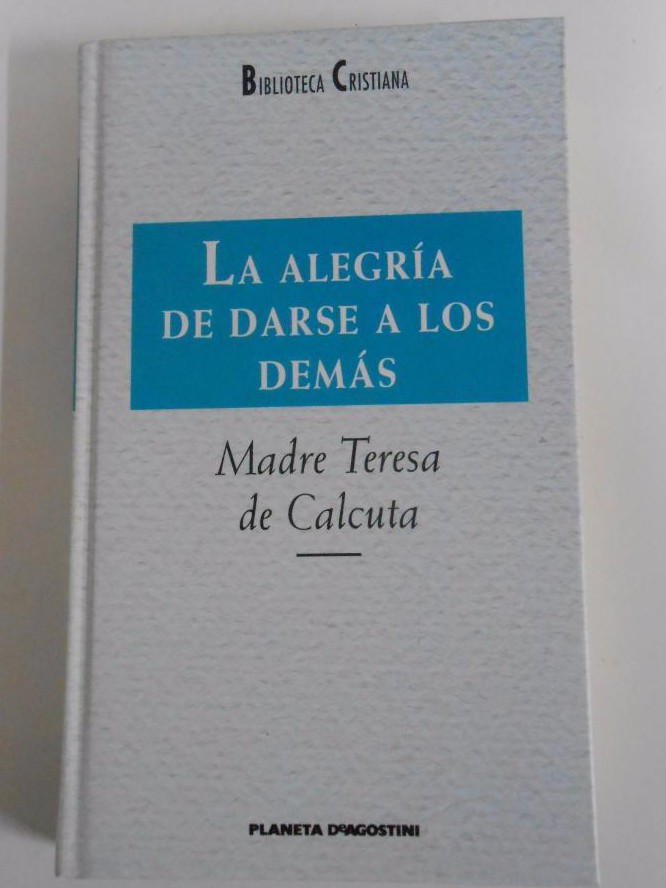 BIBLIOTECA CRISTIANA
LA ALEGRÍA
DE DARSE A LOS
DEMÁS
Madre Teresa
de Calcuta
PLANETA DeAGOSTINI